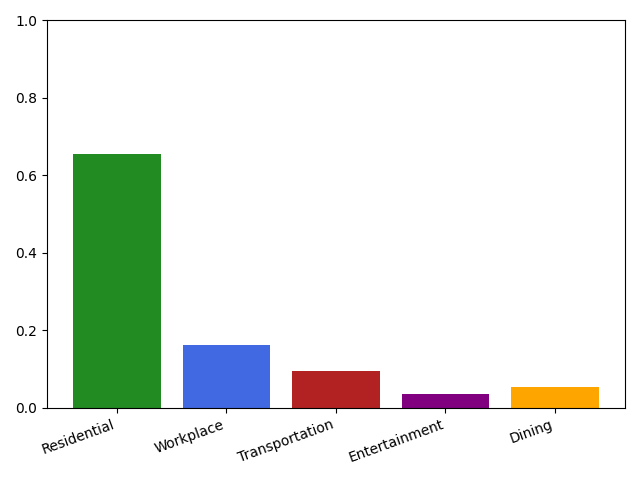 1.0
0.8
0.6
0.4
0.2
0.0
Residential
Workplace
Transportation
Entertainment
Dining